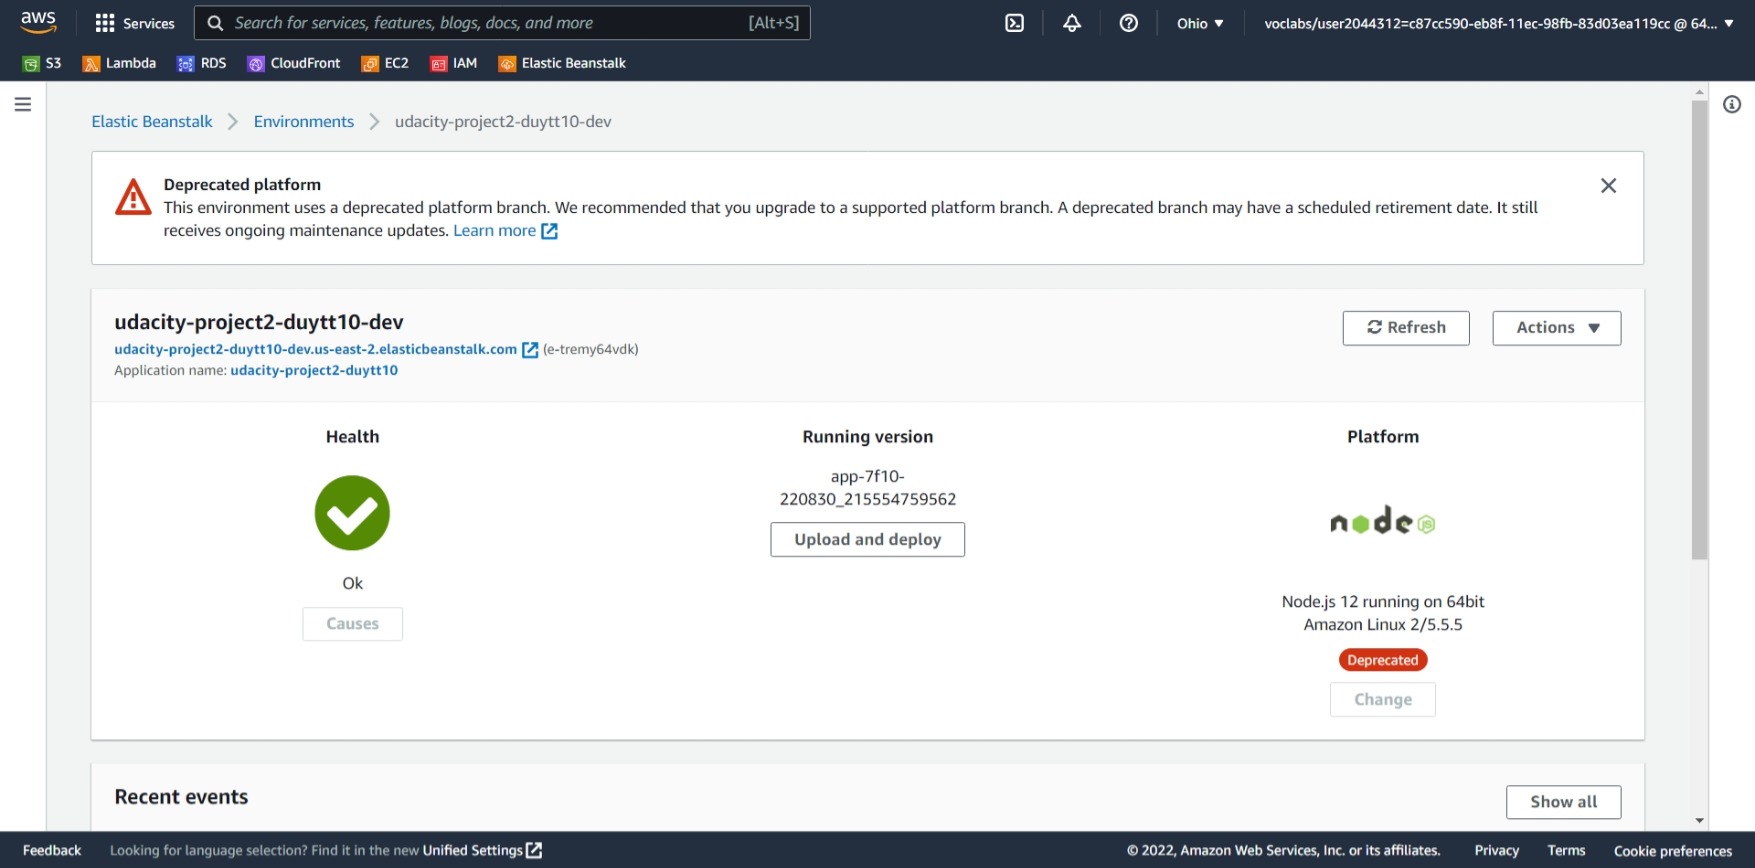 aws
Services
Search for services, features, blogs, docs, and more
[Alt+S]
Ohio
voclabs/user2044312=c87cc590-eb8f-11ec-98fb-83d03ea119cc @ 64...
S3
Lambda
RDS
CloudFront
EC2
IAM
Elastic Beanstalk
Elastic Beanstalk
Environments
udacity-project2-duytt10-dev
Deprecated platform
This environment uses a deprecated platform branch. We recommended that you upgrade to a supported platform branch. A deprecated branch may have a scheduled retirement date. It still
receives ongoing maintenance updates. Learn more
udacity-project2-duytt10-dev
udacity-project2-duytt10-dev.us-east-2.elasticbeanstalk.com (e-tremy64vdk)
Application name: udacity-project2-duytt10
Refresh
Actions
Health
Ok
Causes
Running version
app-7f10-
220830_215554759562
Upload and deploy
Platform
node JS
Node.js 12 running on 64bit
Amazon Linux 2/5.5.5
Deprecated
Change
Recent events
Show all
Feedback
Looking for language selection? Find it in the new Unified Settings
© 2022, Amazon Web Services, Inc. or its affiliates.
Privacy
Terms
Cookie preferences